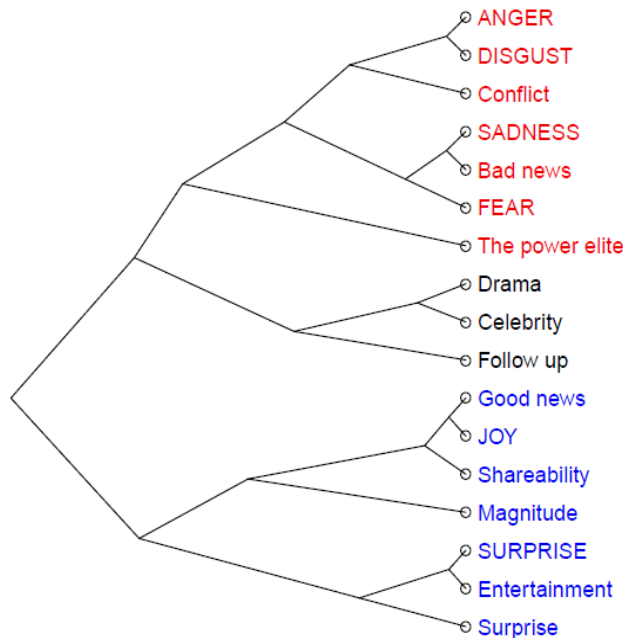 ANGER
DISGUST
Conflict
SADNESS
Bad news
FEAR
The power elite
Drama
Celebrity
Follow up
Good news
JOY
Shareability
Magnitude
SURPRISE
Entertainment
Surprise